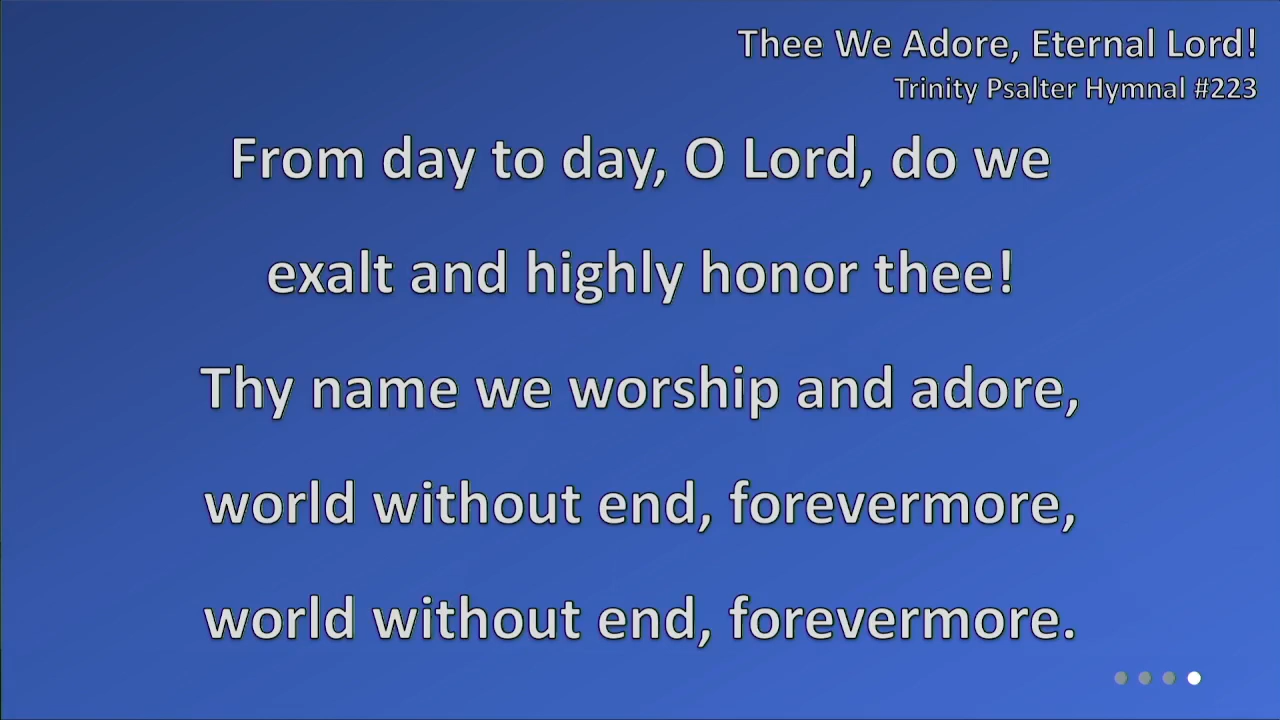 Thee We Adore, Eternal Lord!
Trinity Psalter Hymnal #223
From day to day, O Lord, do we
exalt and highly honor thee!
Thy name we worship and adore,
world without end, forevermore,
world without end, forevermore.